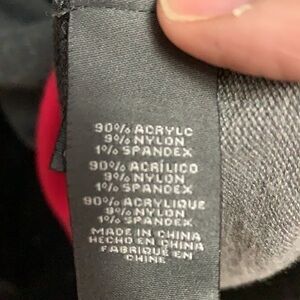 90% ACRYLC
9% NYLON
1% SPANDEX
90% ACRÍLICO
9% NYLON
1% SPANDEX
90% ACRYLIQUE
9% NYLON
1% SPANDEX
MADE IN CHINA
HECHO EN CHINA
FABRIQUÉ EN
CHINE